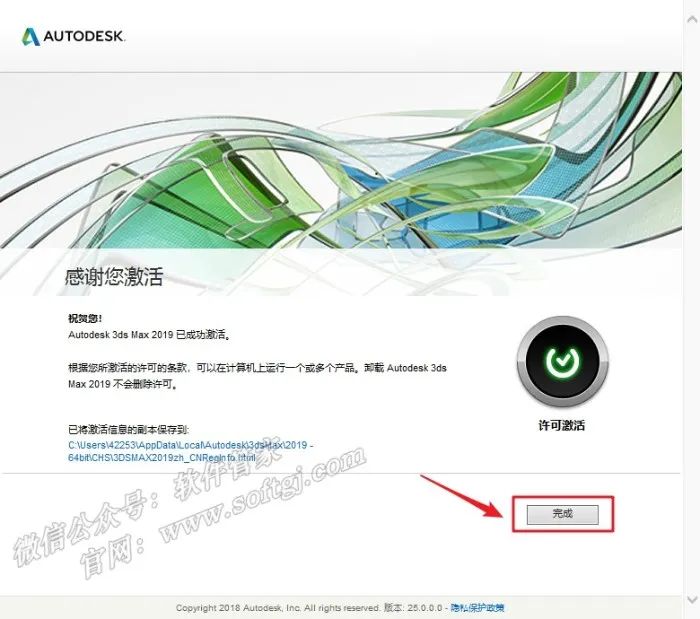 AUTODESK.
感谢您激活
祝贺您!
Autodesk 3ds Max 2019 已成功激活。
根据您所激活的许可的条款，可以在计算机上运行一个或多个产品。卸载 Autodesk 3ds
Max 2019 不会删除许可。
许可激活
已将激活信息的副本保存到:
C:\Users\42253\AppData\Local\Autodesk\3dsMax\2019 -
64bit\CHS\3DSMAX2019zh_CNRegInfo.html
微信公众号：软件管家
官网：www.softgj.com
完成
Copyright 2018 Autodesk, Inc. All rights reserved. 版本: 25.0.0.0 - 隐私保护政策